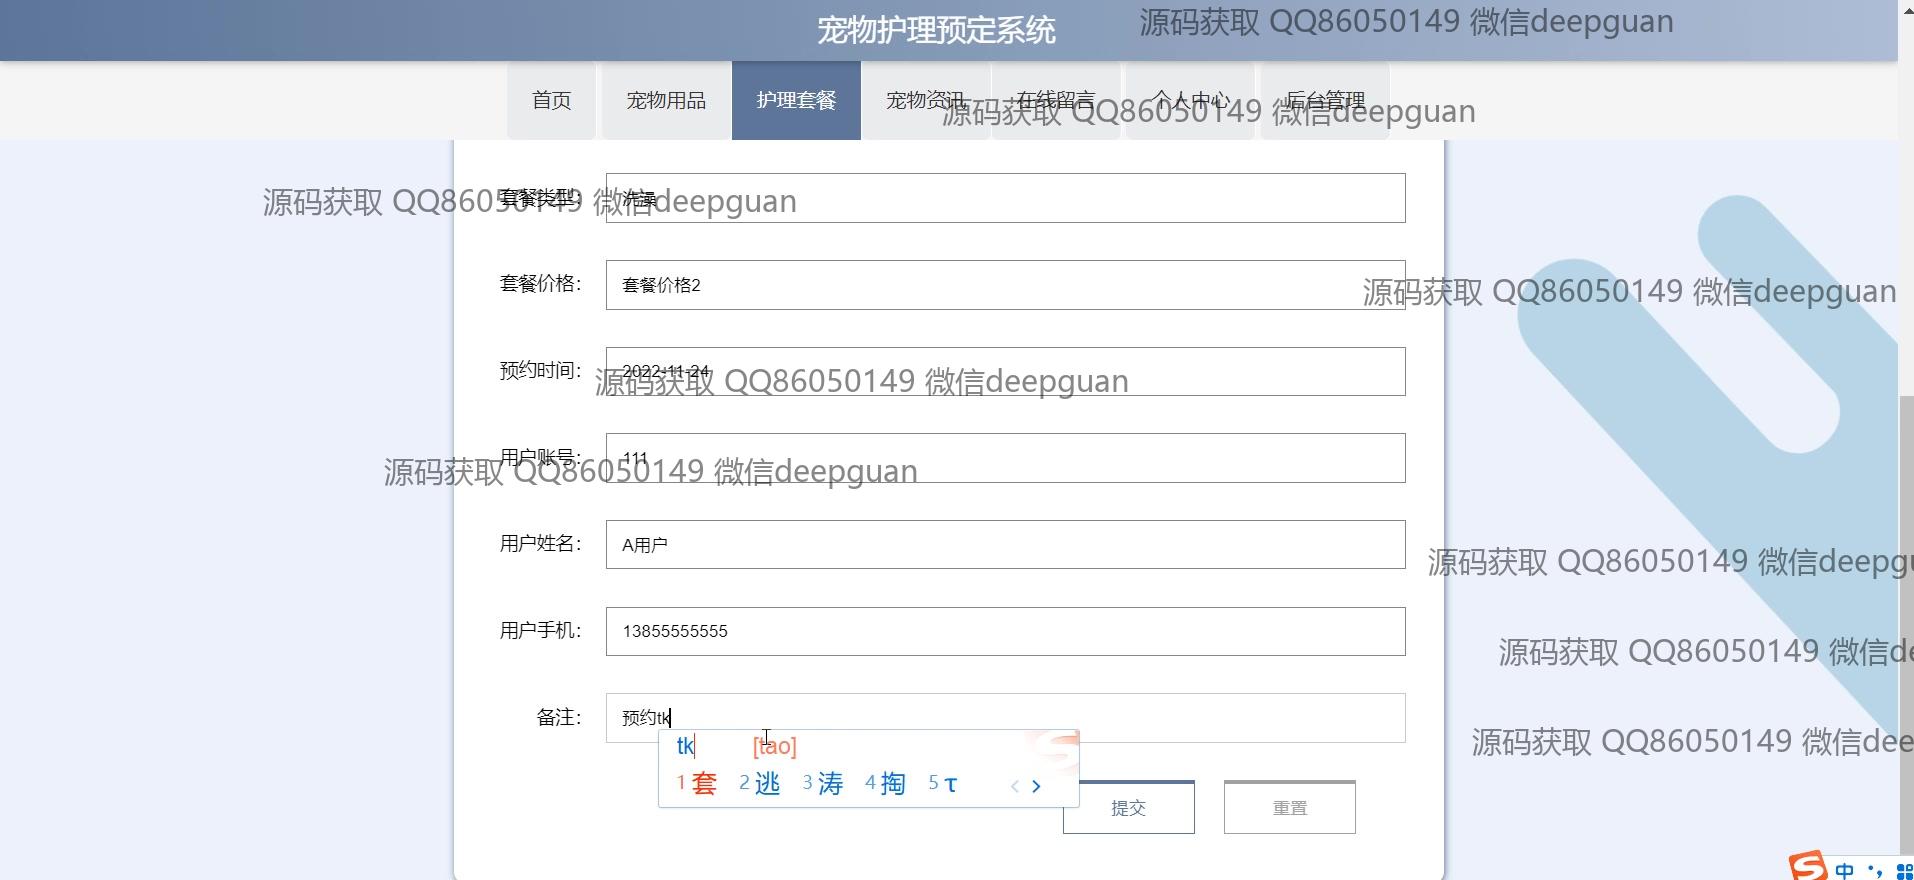 宠物护理预定系统
源码获取 QQ86050149 微信deepguan
首页 宠物用品 护理套餐 宠物资讯 在线留言 个人中心 后台管理
源码获取 QQ86050149 微信deepguan
套餐类型： 洗澡
源码获取 QQ86050149 微信deepguan
套餐价格： 套餐价格2
源码获取 QQ86050149 微信deepguan
预约时间： 2022-11-24
源码获取 QQ86050149 微信deepguan
用户账号： 111
源码获取 QQ86050149 微信deepguan
用户姓名： A用户
源码获取 QQ86050149 微信deepgu
用户手机： 13855555555
源码获取 QQ86050149 微信de
备注： 预约tk
tk [tao]
源码获取 QQ86050149 微信dee
1 套 2 逃 3 涛 4 掏 5 τ
提交 重置
中